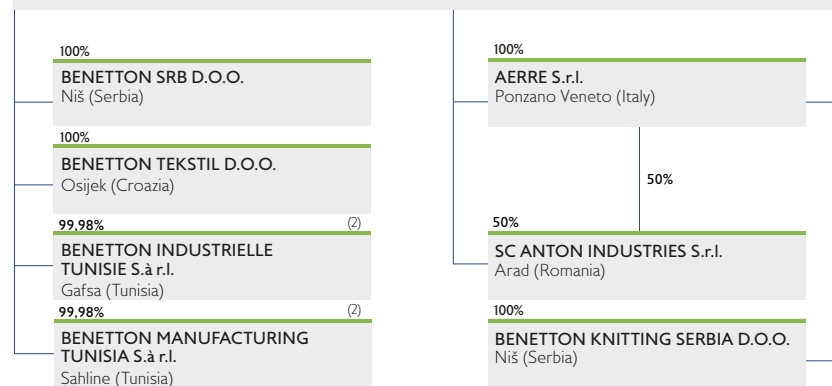 100%
BENETTON SRB D.O.O.
Niš (Serbia)
100%
BENETTON TEKSTIL D.O.O.
Osijek (Croazia)
99,98% (2)
BENETTON INDUSTRIELLE
TUNISIE S.à r.l.
Gafsa (Tunisia)
99,98% (2)
BENETTON MANUFACTURING
TUNISIA S.à r.l.
Sahline (Tunisia)
100%
AERRE S.r.l.
Ponzano Veneto (Italy)
50%
50%
SC ANTON INDUSTRIES S.r.l.
Arad (Romania)
100%
BENETTON KNITTING SERBIA D.O.O.
Niš (Serbia)